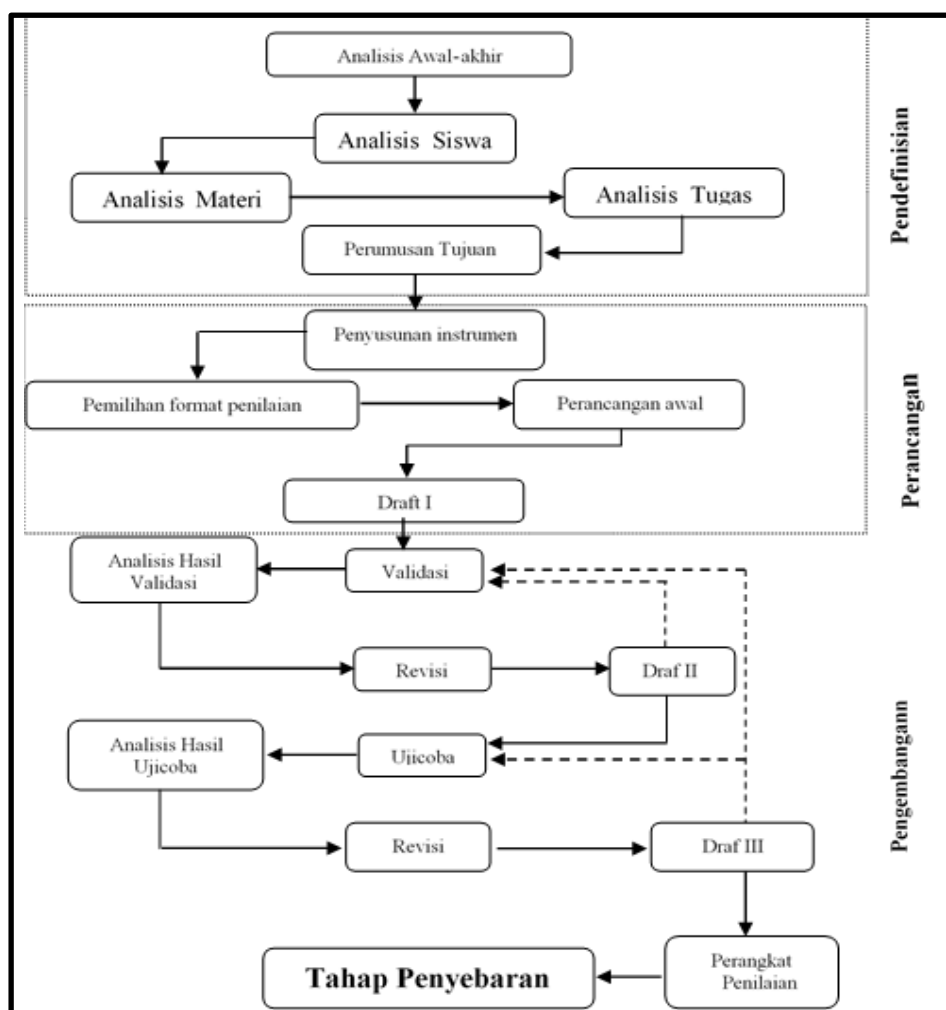 Analisis Awal-akhir
Analisis Siswa
Analisis Materi
Analisis Tugas
Perumusan Tujuan
Pendefinisian
Penyusunan instrumen
Pemilihan format penilaian
Perancangan awal
Draft I
Perancangan
Validasi
Analisis Hasil
Validasi
Revisi
Draf II
Ujicoba
Analisis Hasil
Ujicoba
Revisi
Draf III
Pengembangann
Perangkat
Penilaian
Tahap Penyebaran